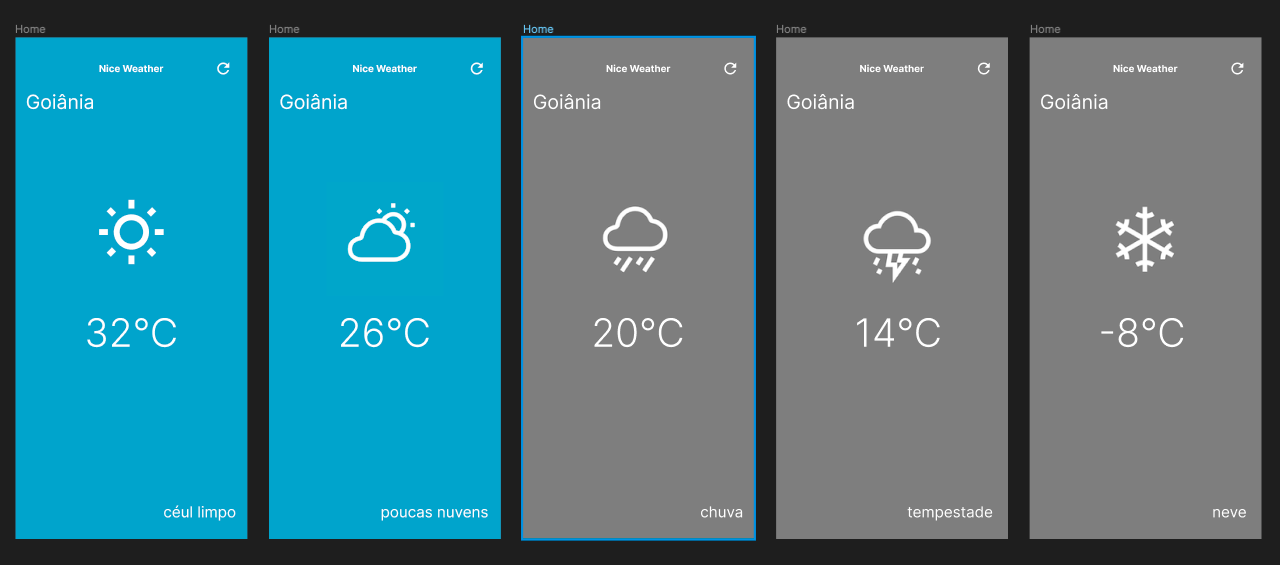 Home
Nice Weather
Goiânia
32°C
céul limpo
Home
Nice Weather
Goiânia
26°C
poucas nuvens
Home
Nice Weather
Goiânia
20°C
chuva
Home
Nice Weather
Goiânia
14°C
tempestade
Home
Nice Weather
Goiânia
-8°C
neve